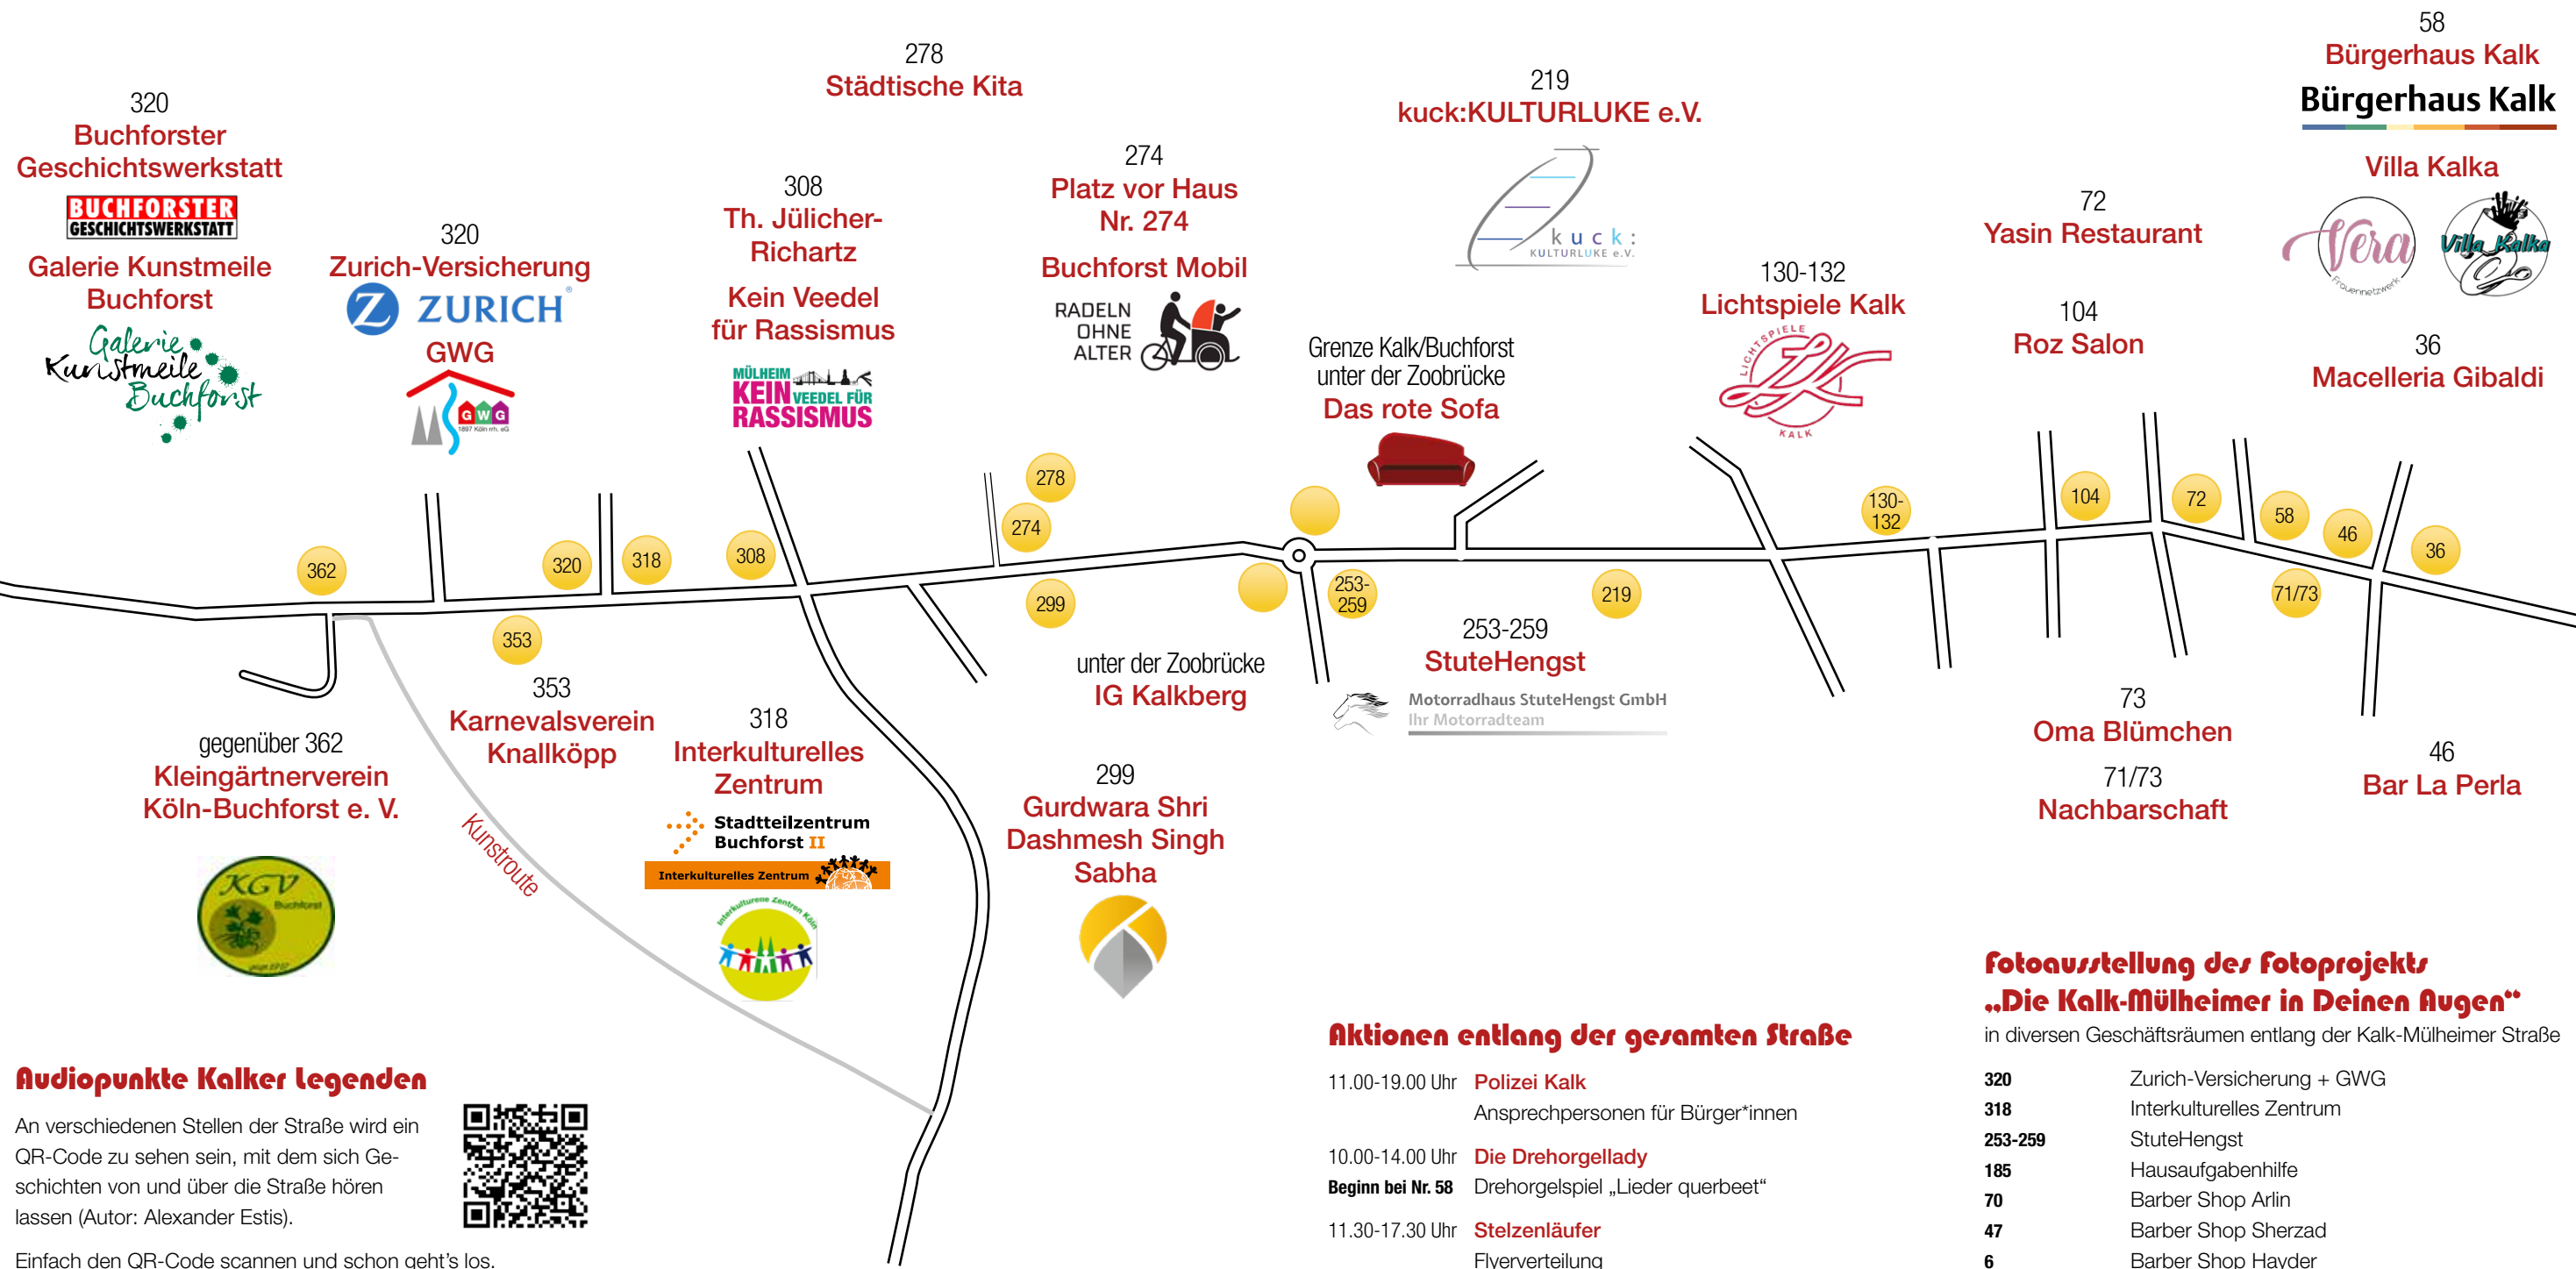 320
Buchforster
Geschichtswerkstatt
BUCHFORSTER
GESCHICHTSWERKSTATT
Galerie Kunstmeile
Buchforst
Galerie
Kunstmeile
Buchforst
320
Zurich-Versicherung
Z ZURICH®
GWG
GWG
1897 Köln rrh. eG
278
Städtische Kita
308
Th. Jülicher-
Richartz
Kein Veedel
für Rassismus
MÜLHEIM
KEIN VEEDEL FÜR
RASSISMUS
274
Platz vor Haus
Nr. 274
Buchforst Mobil
RADELN
OHNE
ALTER
219
kuck:KULTURLUKE e.V.
kuck:
KULTURLUKE e.V.
Grenze Kalk/Buchforst
unter der Zoobrücke
Das rote Sofa
130-132
Lichtspiele Kalk
LICHTSPIELE
LK
KALK
72
Yasin Restaurant
104
Roz Salon
58
Bürgerhaus Kalk
Bürgerhaus Kalk
Villa Kalka
Vera
Frauennetzwerk
Villa Kalka
36
Macelleria Gibaldi
362
353
320
318
308
278
274
299
253-
259
219
130-
132
104
72
58
46
71/73
36
gegenüber 362
Kleingärtnerverein
Köln-Buchforst e. V.
KGV
Buchforst
Kunstroute
353
Karnevalsverein
Knallköpp
318
Interkulturelles
Zentrum
Stadtteilzentrum
Buchforst II
Interkulturelles Zentrum
Interkulturene Zentren Köln
unter der Zoobrücke
IG Kalkberg
299
Gurdwara Shri
Dashmesh Singh
Sabha
253-259
StuteHengst
Motorradhaus StuteHengst GmbH
Ihr Motorradteam
73
Oma Blümchen
71/73
Nachbarschaft
46
Bar La Perla
Audiopunkte Kalker Legenden
An verschiedenen Stellen der Straße wird ein
QR-Code zu sehen sein, mit dem sich Ge-
schichten von und über die Straße hören
lassen (Autor: Alexander Estis).
Einfach den QR-Code scannen und schon geht's los.
Aktionen entlang der gesamten Straße
11.00-19.00 Uhr Polizei Kalk
Ansprechpersonen für Bürger*innen
10.00-14.00 Uhr Die Drehorgellady
Beginn bei Nr. 58 Drehorgelspiel „Lieder querbeet“
11.30-17.30 Uhr Stelzenläufer
Flyerverteilung
Fotoausstellung des Fotoprojekts
„Die Kalk-Mülheimer in Deinen Augen“
in diversen Geschäftsräumen entlang der Kalk-Mülheimer Straße
320 Zurich-Versicherung + GWG
318 Interkulturelles Zentrum
253-259 StuteHengst
185 Hausaufgabenhilfe
70 Barber Shop Arlin
47 Barber Shop Sherzad
6 Barber Shop Hayder